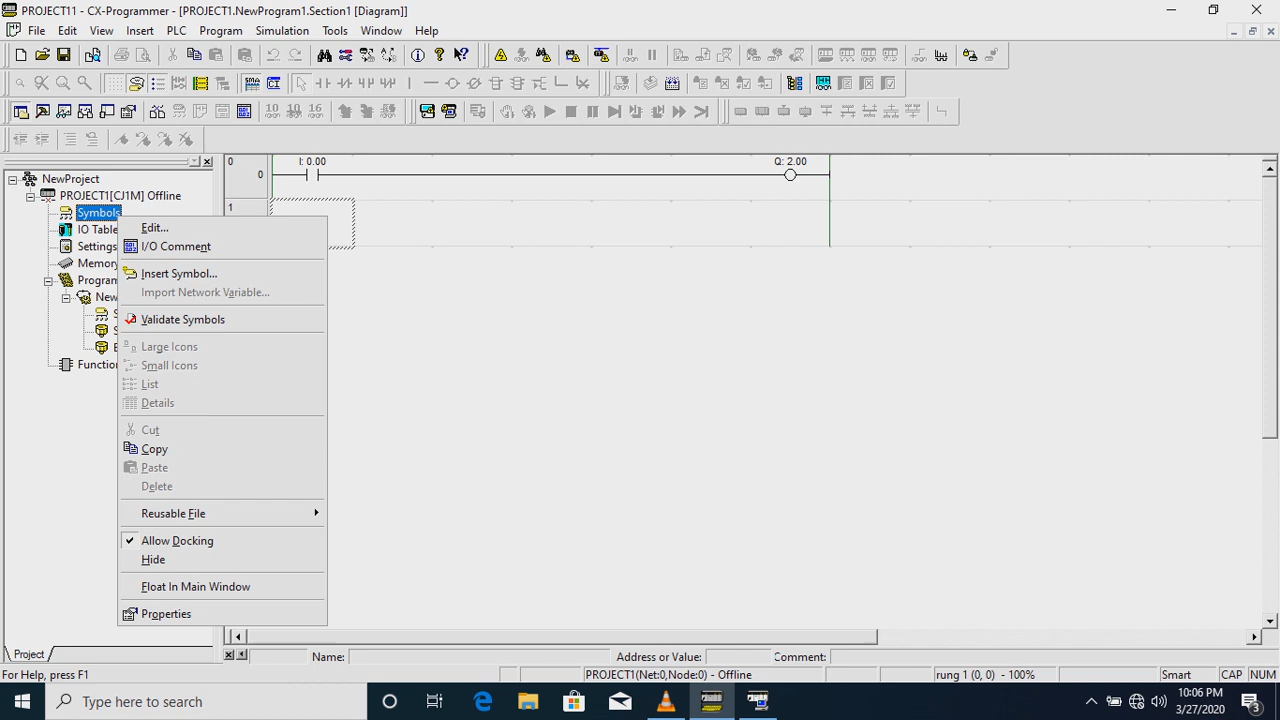 PROJECT11 - CX-Programmer - [PROJECT1.NewProgram1.Section1 [Diagram]]
File Edit View Insert PLC Program Simulation Tools Window Help
10 10 16
NewProject
PROJECT1[CJ1M] Offline
Symbols
IO Table
Settings
Memory
Program
New
S
S
E
Function
Edit...
I/O Comment
Insert Symbol...
Import Network Variable...
Validate Symbols
Large Icons
Small Icons
List
Details
Cut
Copy
Paste
Delete
Reusable File
Allow Docking
Hide
Float In Main Window
Properties
0
0
I: 0.00
Q: 2.00
1
Project
Name:
Address or Value:
Comment:
For Help, press F1
PROJECT1(Net:0,Node:0) - Offline
rung 1 (0, 0) - 100%
Smart
CAP
NUM
Type here to search
10:06 PM
3/27/2020
3